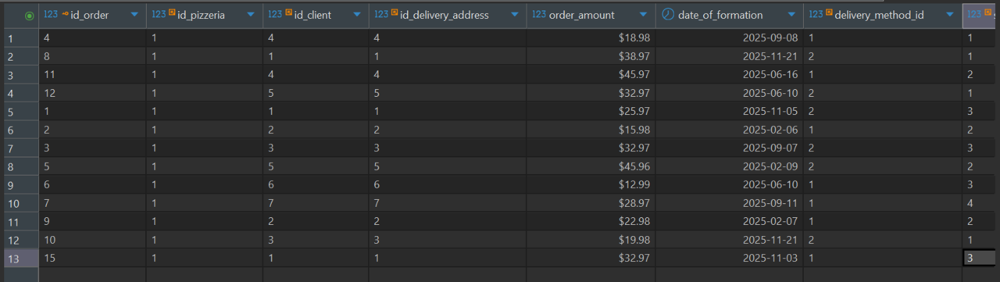 123 id_order 123 id_pizzeria 123 id_client 123 id_delivery_address 123 order_amount date_of_formation 123 delivery_method_id 123
1 4 1 4 4 $18.98 2025-09-08 1 1
2 8 1 1 1 $38.97 2025-11-21 2 1
3 11 1 4 4 $45.97 2025-06-16 1 2
4 12 1 5 5 $32.97 2025-06-10 2 1
5 1 1 1 1 $25.97 2025-11-05 2 3
6 2 1 2 2 $15.98 2025-02-06 1 2
7 3 1 3 3 $32.97 2025-09-07 2 3
8 5 1 5 5 $45.96 2025-02-09 2 2
9 6 1 6 6 $12.99 2025-06-10 1 3
10 7 1 7 7 $28.97 2025-09-11 1 4
11 9 1 2 2 $22.98 2025-02-07 1 2
12 10 1 3 3 $19.98 2025-11-21 2 1
13 15 1 1 1 $32.97 2025-11-03 1 3